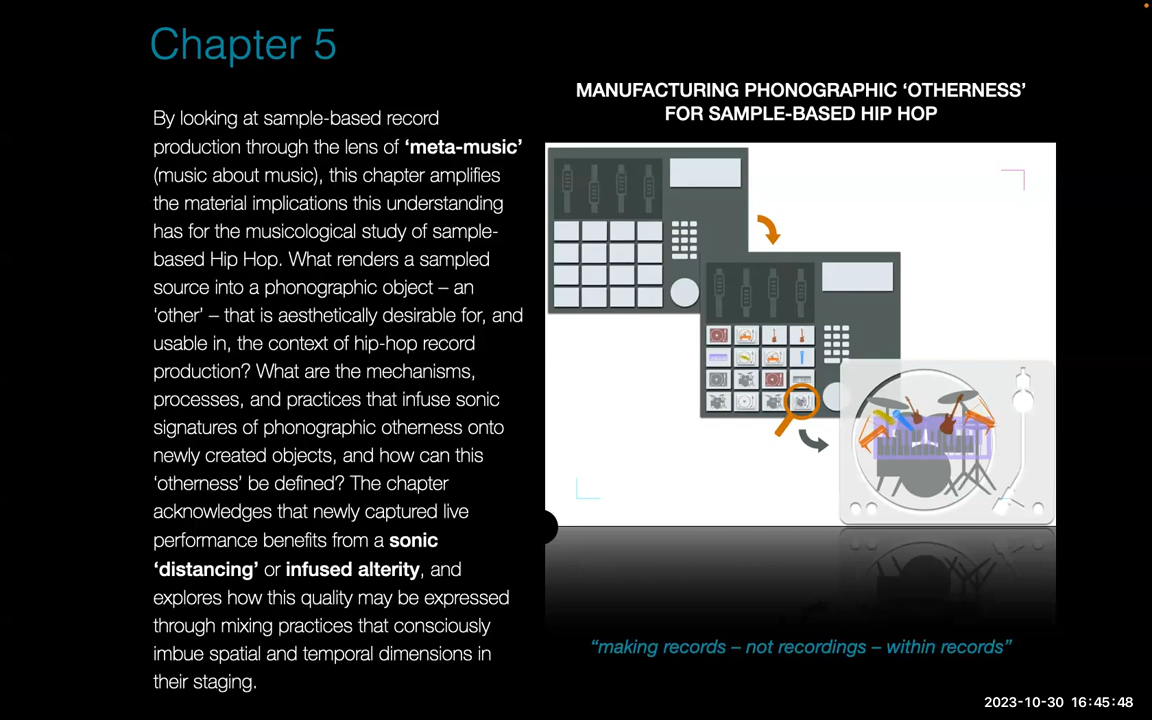 Chapter 5
By looking at sample-based record
production through the lens of ‘meta-music’
(music about music), this chapter amplifies
the material implications this understanding
has for the musicological study of sample-
based Hip Hop. What renders a sampled
source into a phonographic object – an
‘other’ – that is aesthetically desirable for, and
usable in, the context of hip-hop record
production? What are the mechanisms,
processes, and practices that infuse sonic
signatures of phonographic otherness onto
newly created objects, and how can this
‘otherness’ be defined? The chapter
acknowledges that newly captured live
performance benefits from a sonic
‘distancing’ or infused alterity, and
explores how this quality may be expressed
through mixing practices that consciously
imbue spatial and temporal dimensions in
their staging.
MANUFACTURING PHONOGRAPHIC ‘OTHERNESS’
FOR SAMPLE-BASED HIP HOP
“making records – not recordings – within records”
2023-10-30 16:45:48